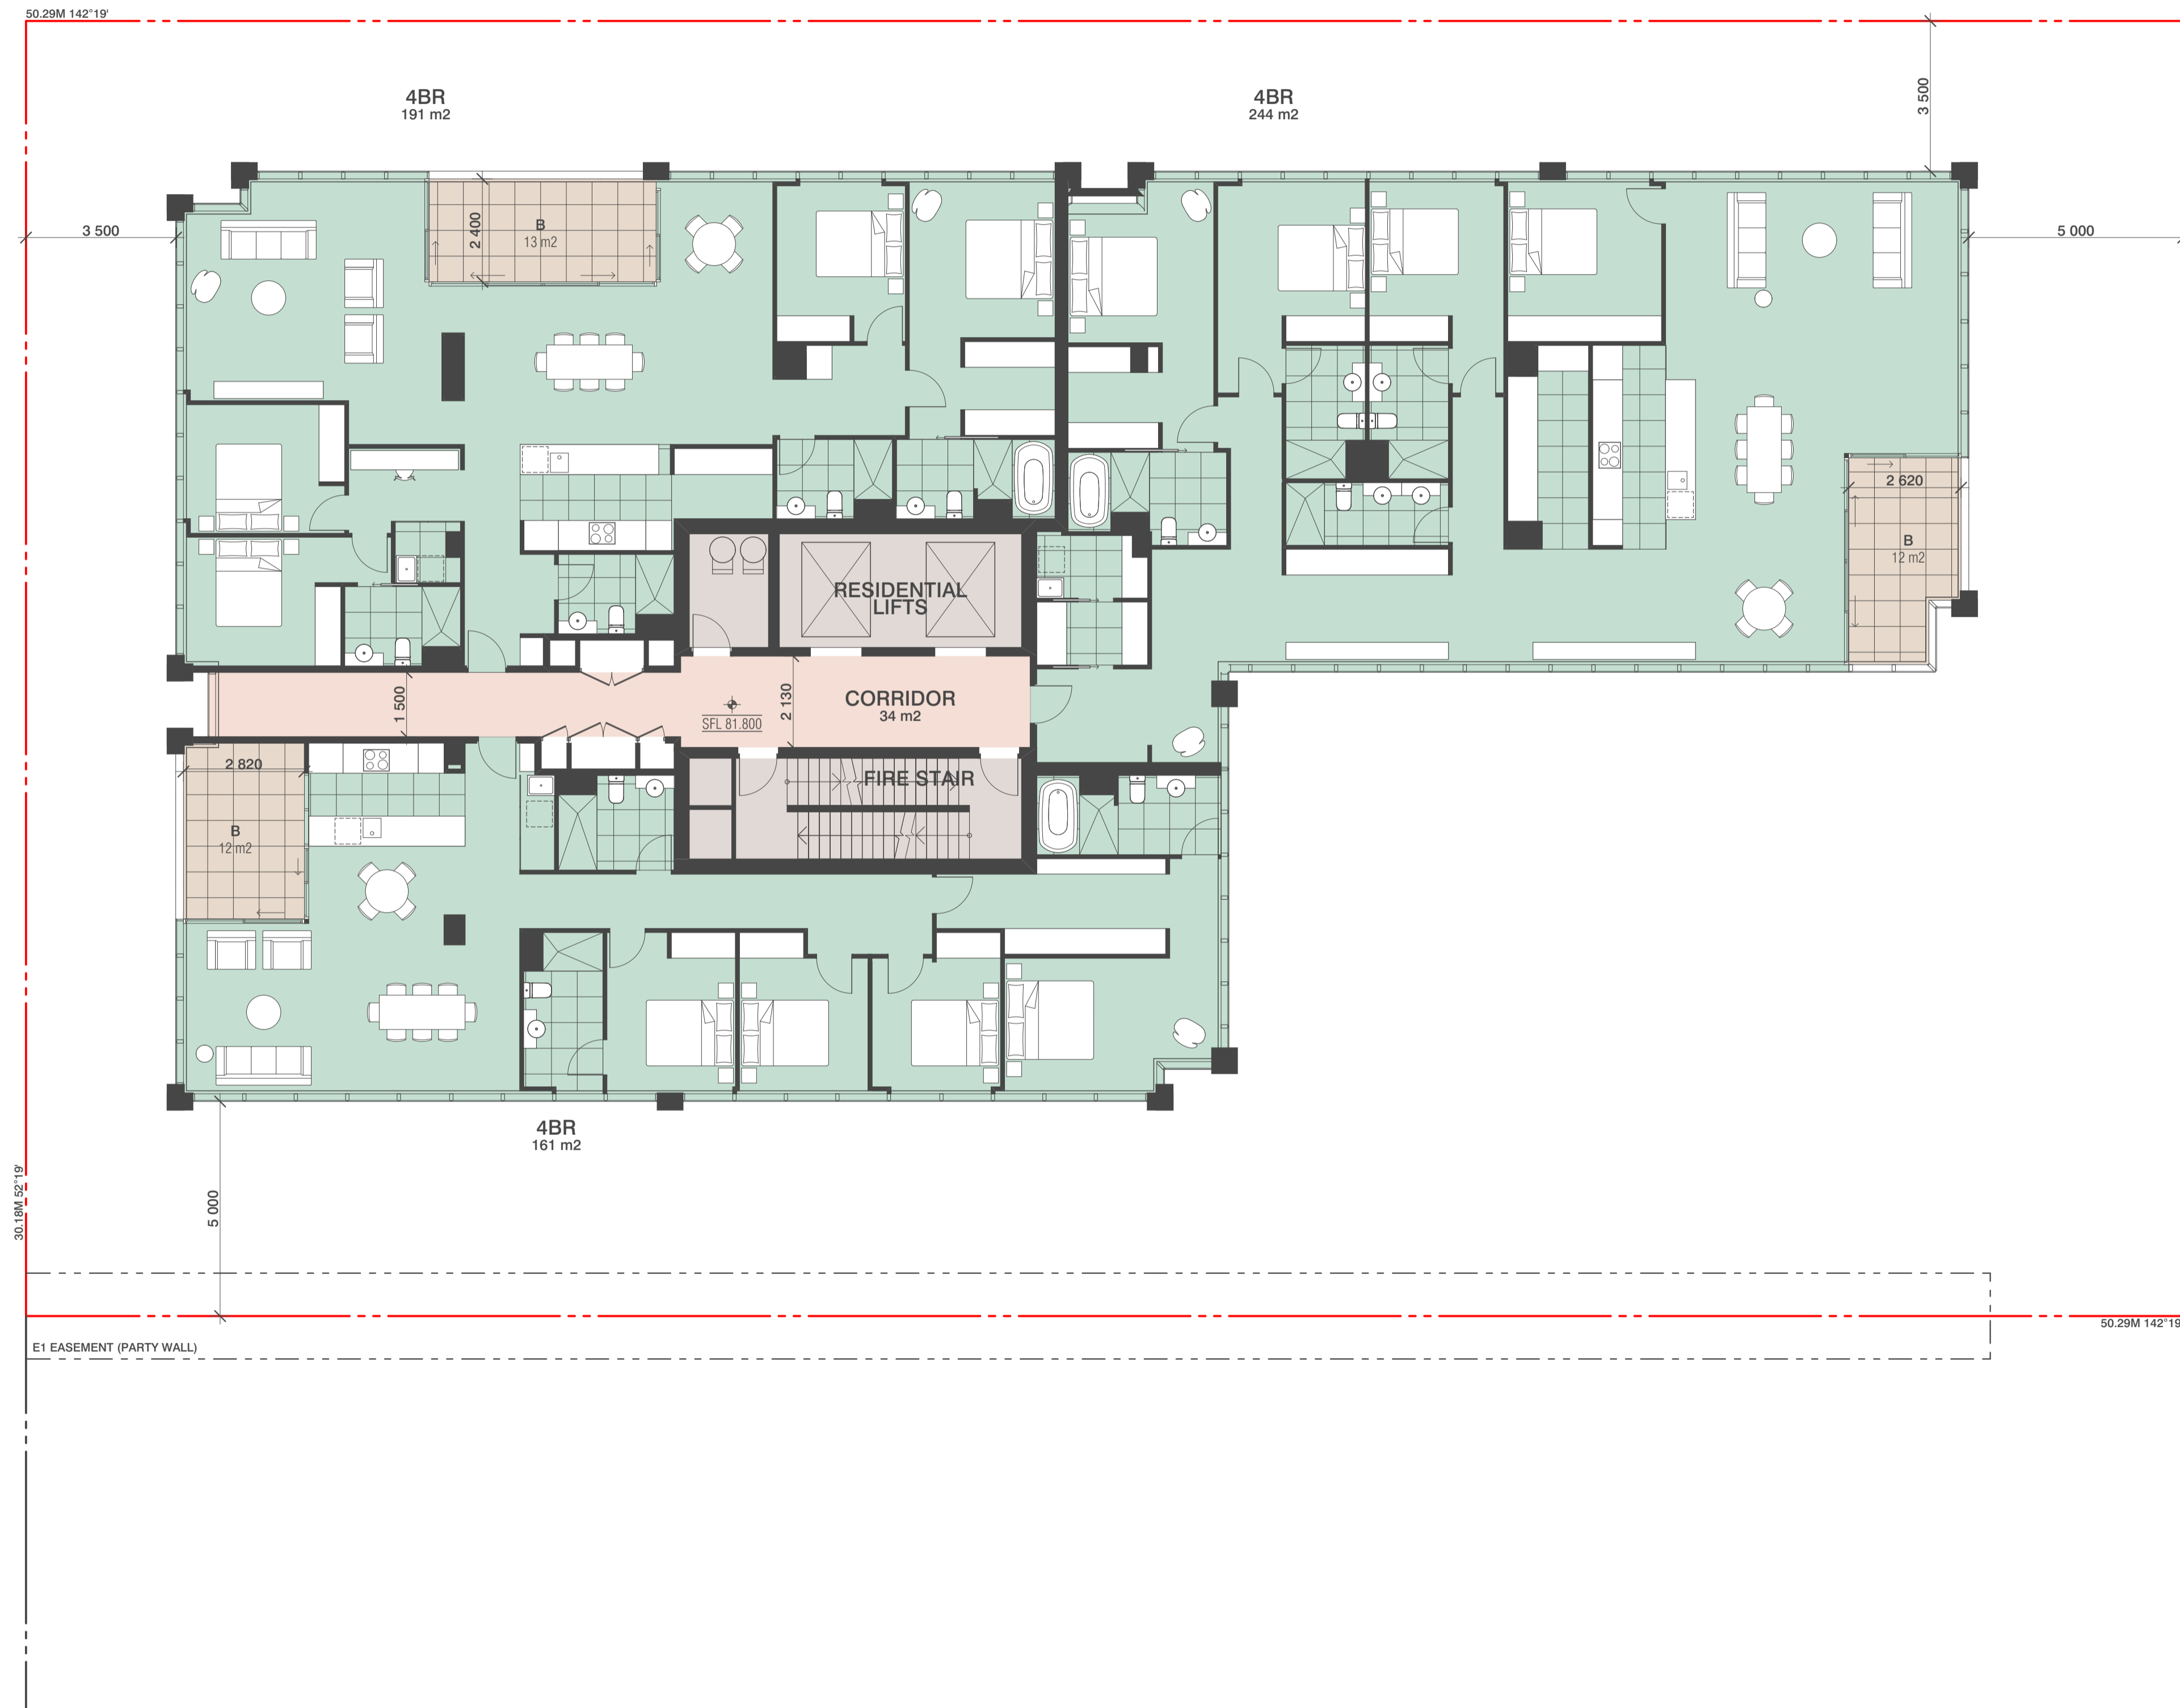 50.29M 142°19'
4BR
191 m2
4BR
244 m2
3 500
3 500
2 400
B
13 m2
5 000
2 620
B
12 m2
RESIDENTIAL
LIFTS
1 500
SFL 81.800
2 130
CORRIDOR
34 m2
2 820
FIRE STAIR
B
12 m2
4BR
161 m2
30.18M 52°19'
5 000
50.29M 142°19
E1 EASEMENT (PARTY WALL)